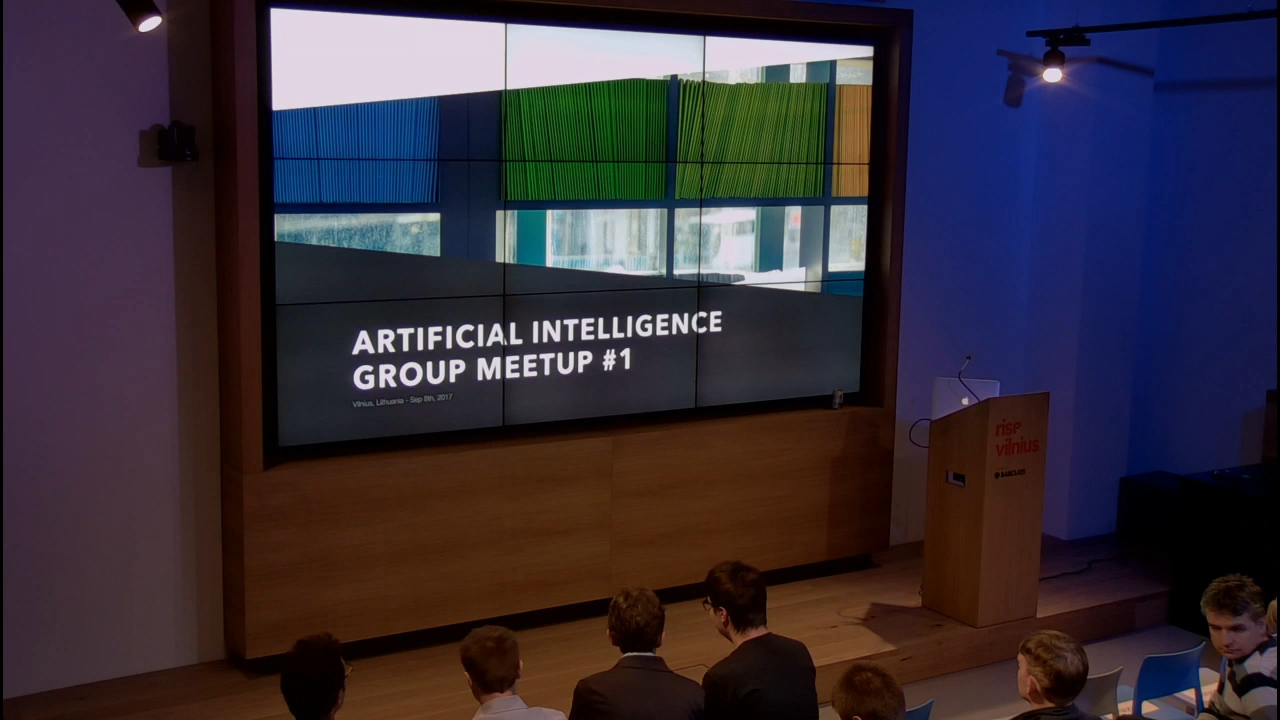 ARTIFICIAL INTELLIGENCE
GROUP MEETUP #1
Vilnius, Lithuania - Sep 8th, 2017
rise
vilnius
BARCLAYS